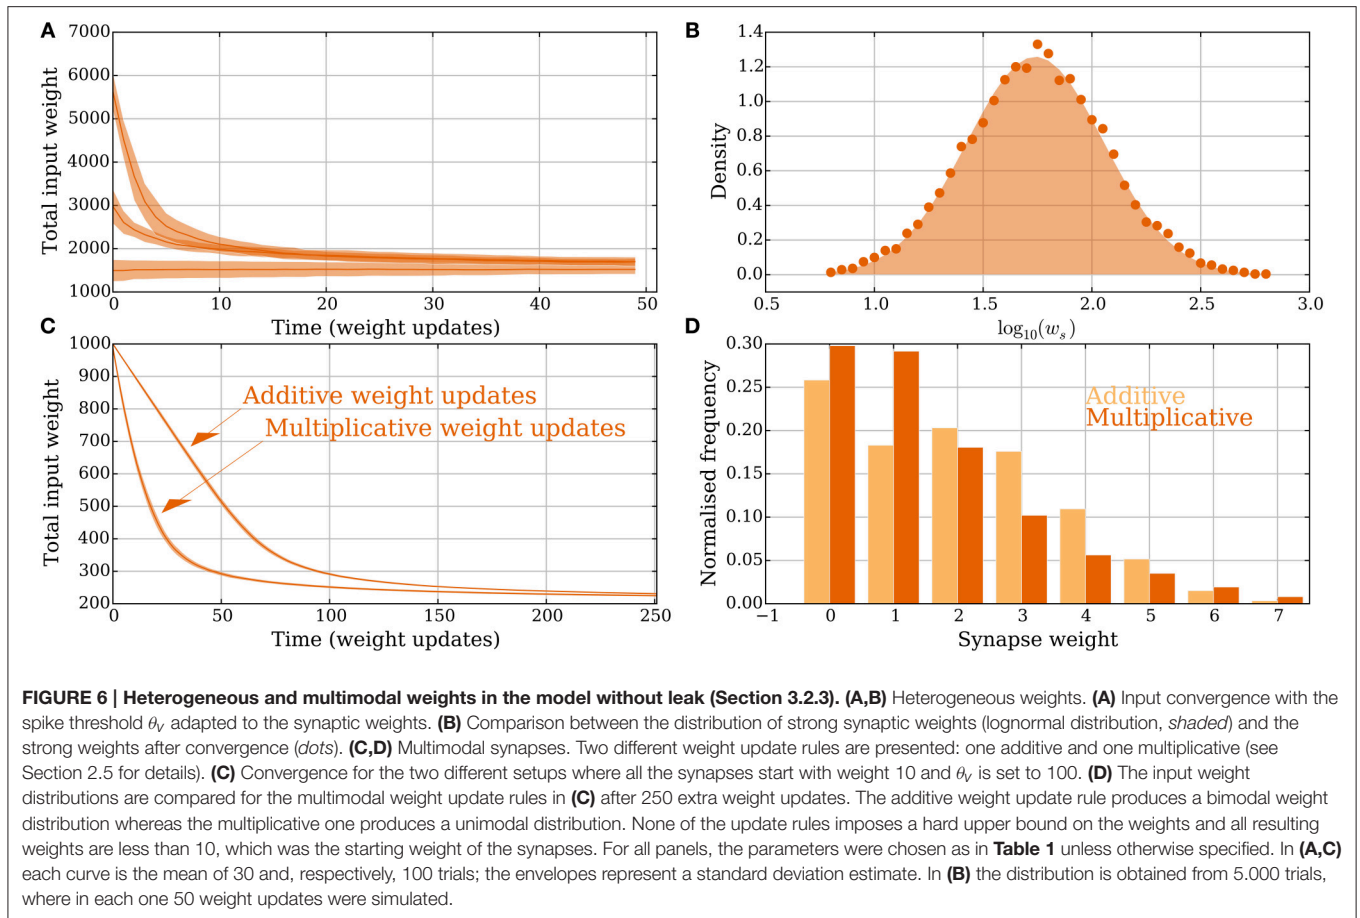 A
7000
6000
5000
4000
3000
2000
1000
Total input weight
0
10
20
30
40
50
Time (weight updates)
B
1.4
1.2
1.0
0.8
0.6
0.4
0.2
0.0
Density
0.5
1.0
1.5
2.0
2.5
3.0
log₁₀(wₛ)
C
1000
900
800
700
600
500
400
300
200
Total input weight
Additive weight updates
Multiplicative weight updates
0
50
100
150
200
250
Time (weight updates)
D
0.30
0.25
0.20
0.15
0.10
0.05
0.00
Normalised frequency
Additive
Multiplicative
−1
0
1
2
3
4
5
6
7
Synapse weight
FIGURE 6 | Heterogeneous and multimodal weights in the model without leak (Section 3.2.3). (A,B) Heterogeneous weights. (A) Input convergence with the
spike threshold θ_V adapted to the synaptic weights. (B) Comparison between the distribution of strong synaptic weights (lognormal distribution, shaded) and the
strong weights after convergence (dots). (C,D) Multimodal synapses. Two different weight update rules are presented: one additive and one multiplicative (see
Section 2.5 for details). (C) Convergence for the two different setups where all the synapses start with weight 10 and θ_V is set to 100. (D) The input weight
distributions are compared for the multimodal weight update rules in (C) after 250 extra weight updates. The additive weight update rule produces a bimodal weight
distribution whereas the multiplicative one produces a unimodal distribution. None of the update rules imposes a hard upper bound on the weights and all resulting
weights are less than 10, which was the starting weight of the synapses. For all panels, the parameters were chosen as in Table 1 unless otherwise specified. In (A,C)
each curve is the mean of 30 and, respectively, 100 trials; the envelopes represent a standard deviation estimate. In (B) the distribution is obtained from 5.000 trials,
where in each one 50 weight updates were simulated.